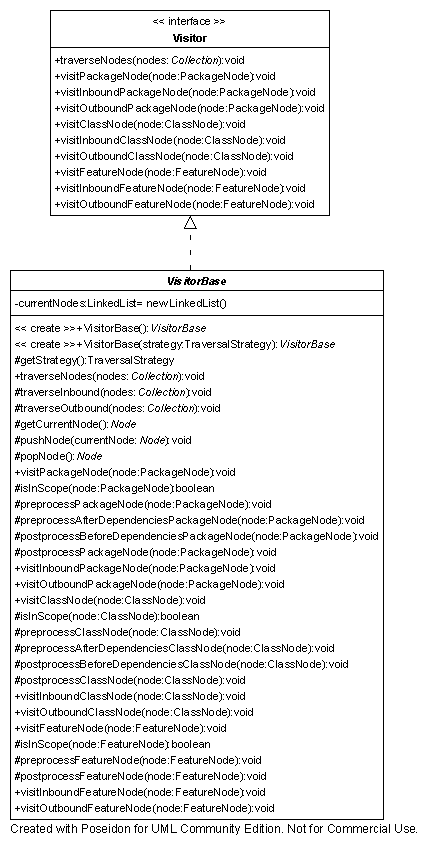 << interface >>
Visitor
+traverseNodes(nodes: Collection):void
+visitPackageNode(node:PackageNode):void
+visitInboundPackageNode(node:PackageNode):void
+visitOutboundPackageNode(node:PackageNode):void
+visitClassNode(node:ClassNode):void
+visitInboundClassNode(node:ClassNode):void
+visitOutboundClassNode(node:ClassNode):void
+visitFeatureNode(node:FeatureNode):void
+visitInboundFeatureNode(node:FeatureNode):void
+visitOutboundFeatureNode(node:FeatureNode):void
VisitorBase
-currentNodes:LinkedList= newLinkedList()
<< create >>+VisitorBase():VisitorBase
<< create >>+VisitorBase(strategy:TraversalStrategy):VisitorBase
#getStrategy():TraversalStrategy
+traverseNodes(nodes: Collection):void
#traverseInbound(nodes: Collection):void
#traverseOutbound(nodes: Collection):void
#getCurrentNode():Node
#pushNode(currentNode: Node):void
#popNode():Node
+visitPackageNode(node:PackageNode):void
#isInScope(node:PackageNode):boolean
#preprocessPackageNode(node:PackageNode):void
#preprocessAfterDependenciesPackageNode(node:PackageNode):void
#postprocessBeforeDependenciesPackageNode(node:PackageNode):void
#postprocessPackageNode(node:PackageNode):void
+visitInboundPackageNode(node:PackageNode):void
+visitOutboundPackageNode(node:PackageNode):void
+visitClassNode(node:ClassNode):void
#isInScope(node:ClassNode):boolean
#preprocessClassNode(node:ClassNode):void
#preprocessAfterDependenciesClassNode(node:ClassNode):void
#postprocessBeforeDependenciesClassNode(node:ClassNode):void
#postprocessClassNode(node:ClassNode):void
+visitInboundClassNode(node:ClassNode):void
+visitOutboundClassNode(node:ClassNode):void
+visitFeatureNode(node:FeatureNode):void
#isInScope(node:FeatureNode):boolean
#preprocessFeatureNode(node:FeatureNode):void
#postprocessFeatureNode(node:FeatureNode):void
+visitInboundFeatureNode(node:FeatureNode):void
+visitOutboundFeatureNode(node:FeatureNode):void
Created with Poseidon for UML Community Edition. Not for Commercial Use.